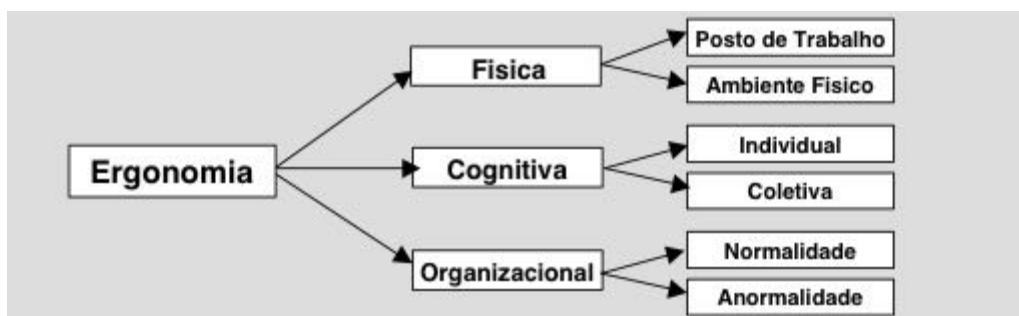 Ergonomia
Fisica
Posto de Trabalho
Ambiente Fisico
Cognitiva
Individual
Coletiva
Organizacional
Normalidade
Anormalidade